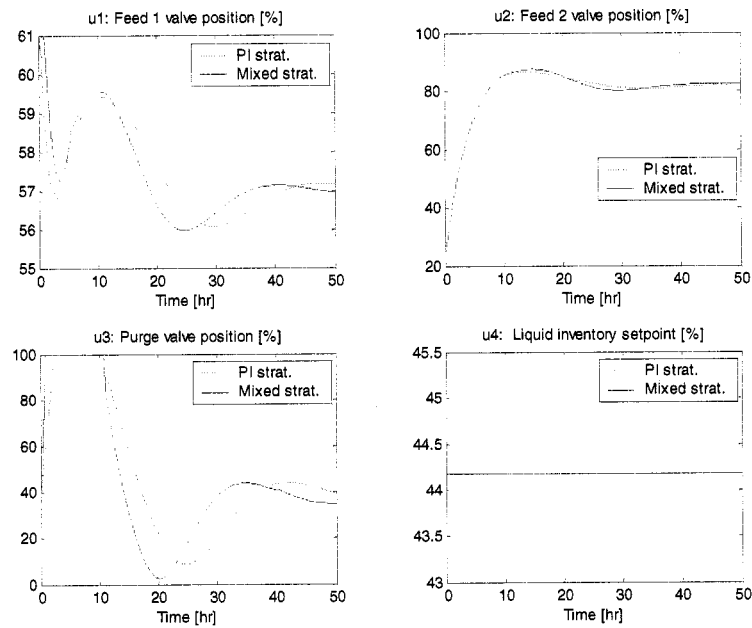 u1: Feed 1 valve position [%]
61
60
59
58
57
56
55
PI strat.
Mixed strat.
0 10 20 30 40 50
Time [hr]
u2: Feed 2 valve position [%]
100
80
60
40
20
PI strat.
Mixed strat.
0 10 20 30 40 50
Time [hr]
u3: Purge valve position [%]
100
80
60
40
20
0
PI strat.
Mixed strat.
0 10 20 30 40 50
Time [hr]
u4: Liquid inventory setpoint [%]
45.5
45
44.5
44
43.5
43
PI strat.
Mixed strat.
0 10 20 30 40 50
Time [hr]